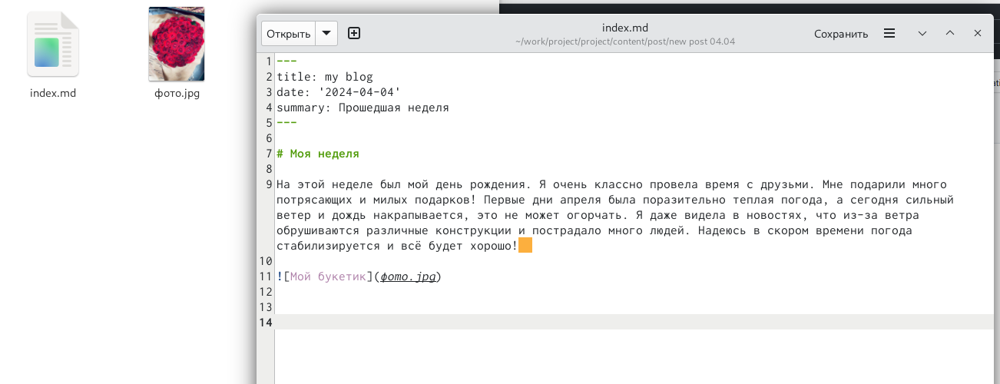 index.md
фото.jpg
Открыть
index.md
~/work/project/project/content/post/new post 04.04
Сохранить
1 ---
2 title: my blog
3 date: '2024-04-04'
4 summary: Прошедшая неделя
5 ---
6
7 # Моя неделя
8
9 На этой неделе был мой день рождения. Я очень классно провела время с друзьми. Мне подарили много
потрясающих и милых подарков! Первые дни апреля была поразительно теплая погода, а сегодня сильный
ветер и дождь накрапывается, это не может огорчать. Я даже видела в новостях, что из-за ветра
обрушиваются различные конструкции и пострадало много людей. Надеюсь в скором времени погода
стабилизируется и всё будет хорошо!
10
11 ![Мой букетик](фото.jpg)
12
13
14